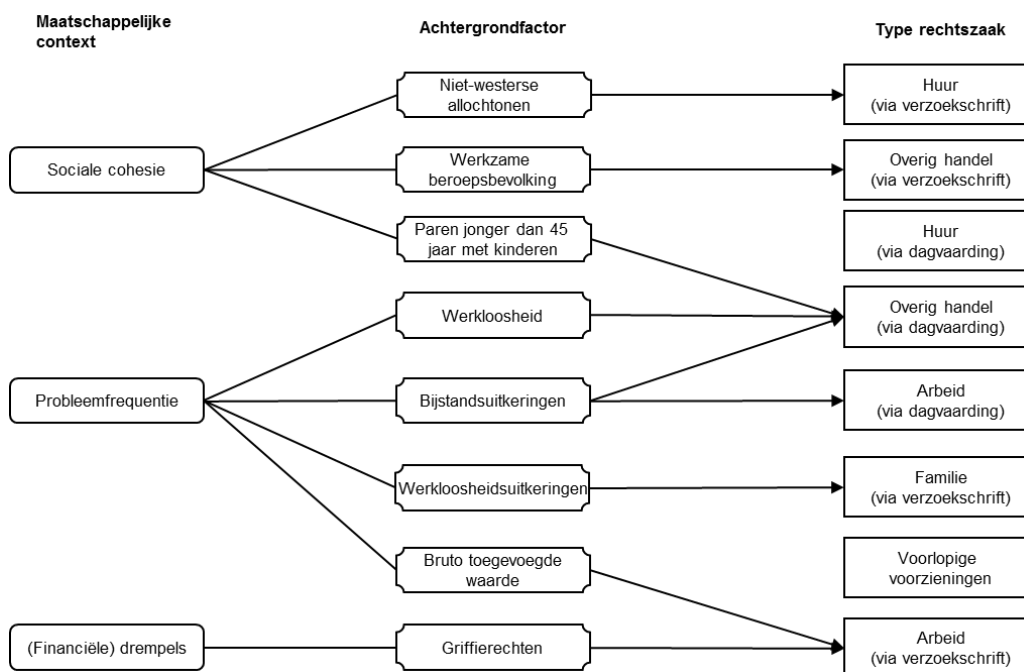 Maatschappelijke
context
Achtergrondfactor
Type rechtszaak
Niet-westerse
allochtonen
Huur
(via verzoekschrift)
Sociale cohesie
Werkzame
beroepsbevolking
Overig handel
(via verzoekschrift)
Paren jonger dan 45
jaar met kinderen
Huur
(via dagvaarding)
Werkloosheid
Overig handel
(via dagvaarding)
Probleemfrequentie
Bijstandsuitkeringen
Arbeid
(via dagvaarding)
Werkloosheidsuitkeringen
Familie
(via verzoekschrift)
Bruto toegevoegde
waarde
Voorlopige
voorzieningen
(Financiële) drempels
Griffierechten
Arbeid
(via verzoekschrift)